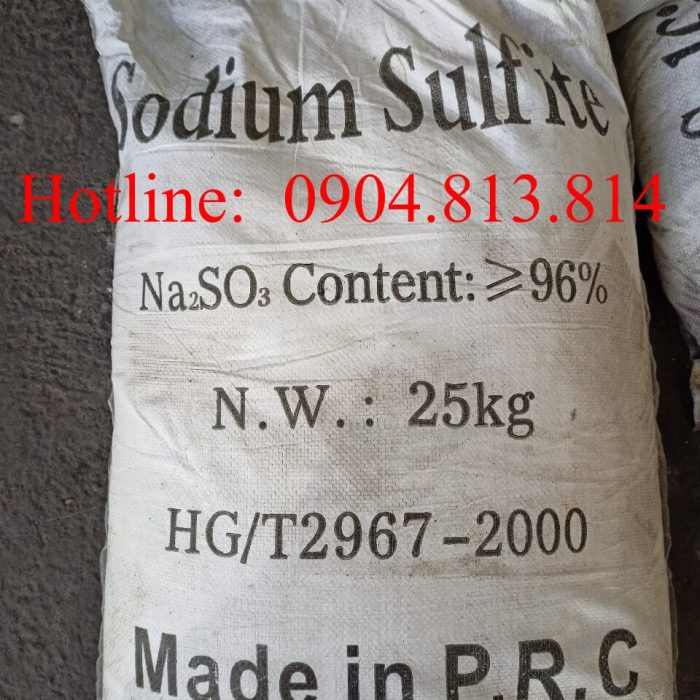 Sodium Sulfite
Hotline: 0904.813.814
Na₂SO₃ Content: ≥96%
N.W.: 25kg
HG/T2967-2000
Made in P.R.C